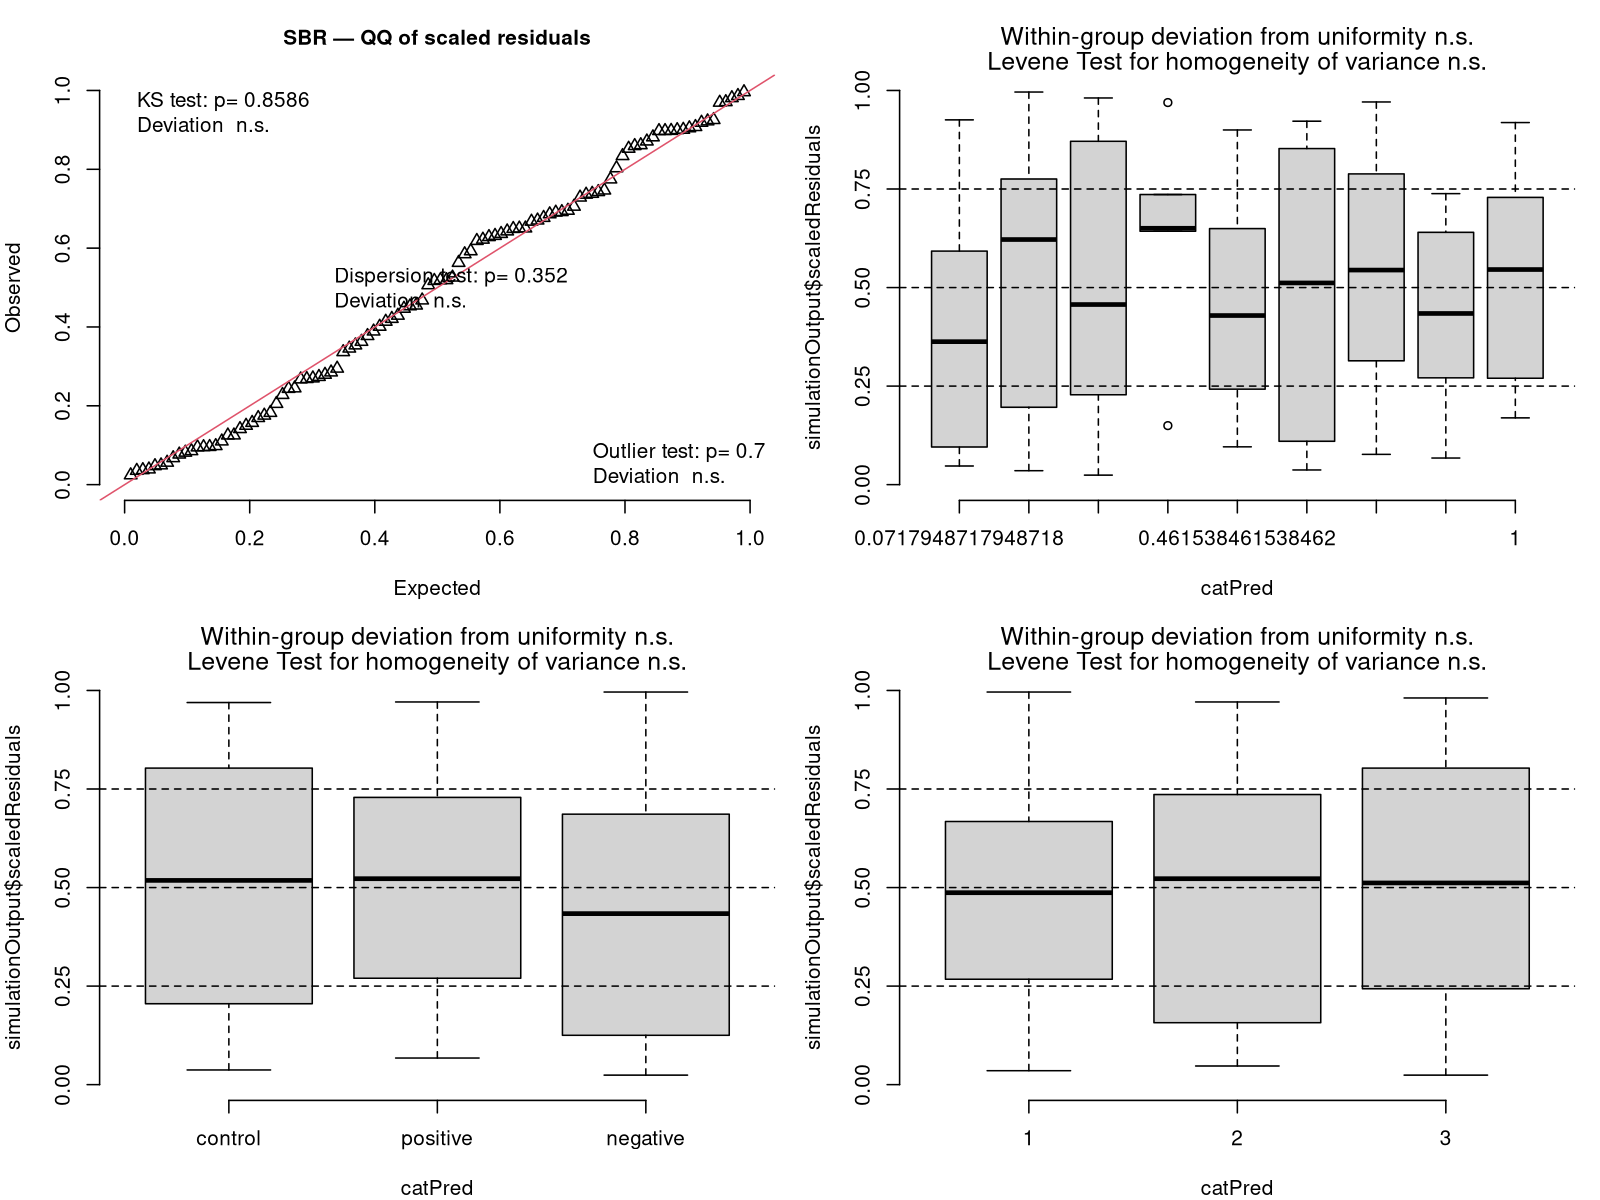 SBR — QQ of scaled residuals
KS test: p= 0.8586
Deviation n.s.
Dispersion test: p= 0.352
Deviation n.s.
Outlier test: p= 0.7
Deviation n.s.
Observed
0.0 0.2 0.4 0.6 0.8 1.0
0.0 0.2 0.4 0.6 0.8 1.0
Expected
Within-group deviation from uniformity n.s.
Levene Test for homogeneity of variance n.s.
simulationOutput$scaledResiduals
0.00 0.25 0.50 0.75 1.00
0.0717948717948718 0.461538461538462 1
catPred
Within-group deviation from uniformity n.s.
Levene Test for homogeneity of variance n.s.
simulationOutput$scaledResiduals
0.00 0.25 0.50 0.75 1.00
control positive negative
catPred
Within-group deviation from uniformity n.s.
Levene Test for homogeneity of variance n.s.
simulationOutput$scaledResiduals
0.00 0.25 0.50 0.75 1.00
1 2 3
catPred